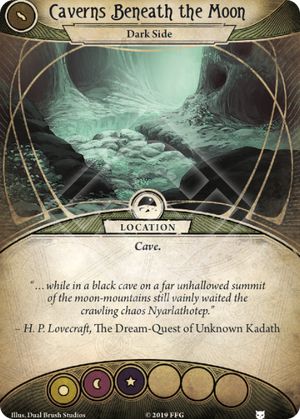 Caverns Beneath the Moon
Dark Side
LOCATION
Cave.
“…while in a black cave on a far unhallowed summit
of the moon-mountains still vainly waited the
crawling chaos Nyarlathotep.”
– H. P. Lovecraft, The Dream-Quest of Unknown Kadath
Illus. Dual Brush Studios
© 2019 FFG